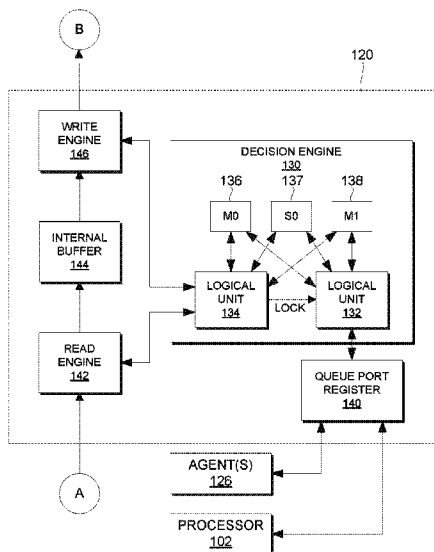 B
120
WRITE
ENGINE
146
DECISION ENGINE
130
136
137
138
M0
S0
M1
INTERNAL
BUFFER
144
LOGICAL
UNIT
134
LOCK
LOGICAL
UNIT
132
READ
ENGINE
142
QUEUE PORT
REGISTER
140
A
AGENT(S)
126
PROCESSOR
102